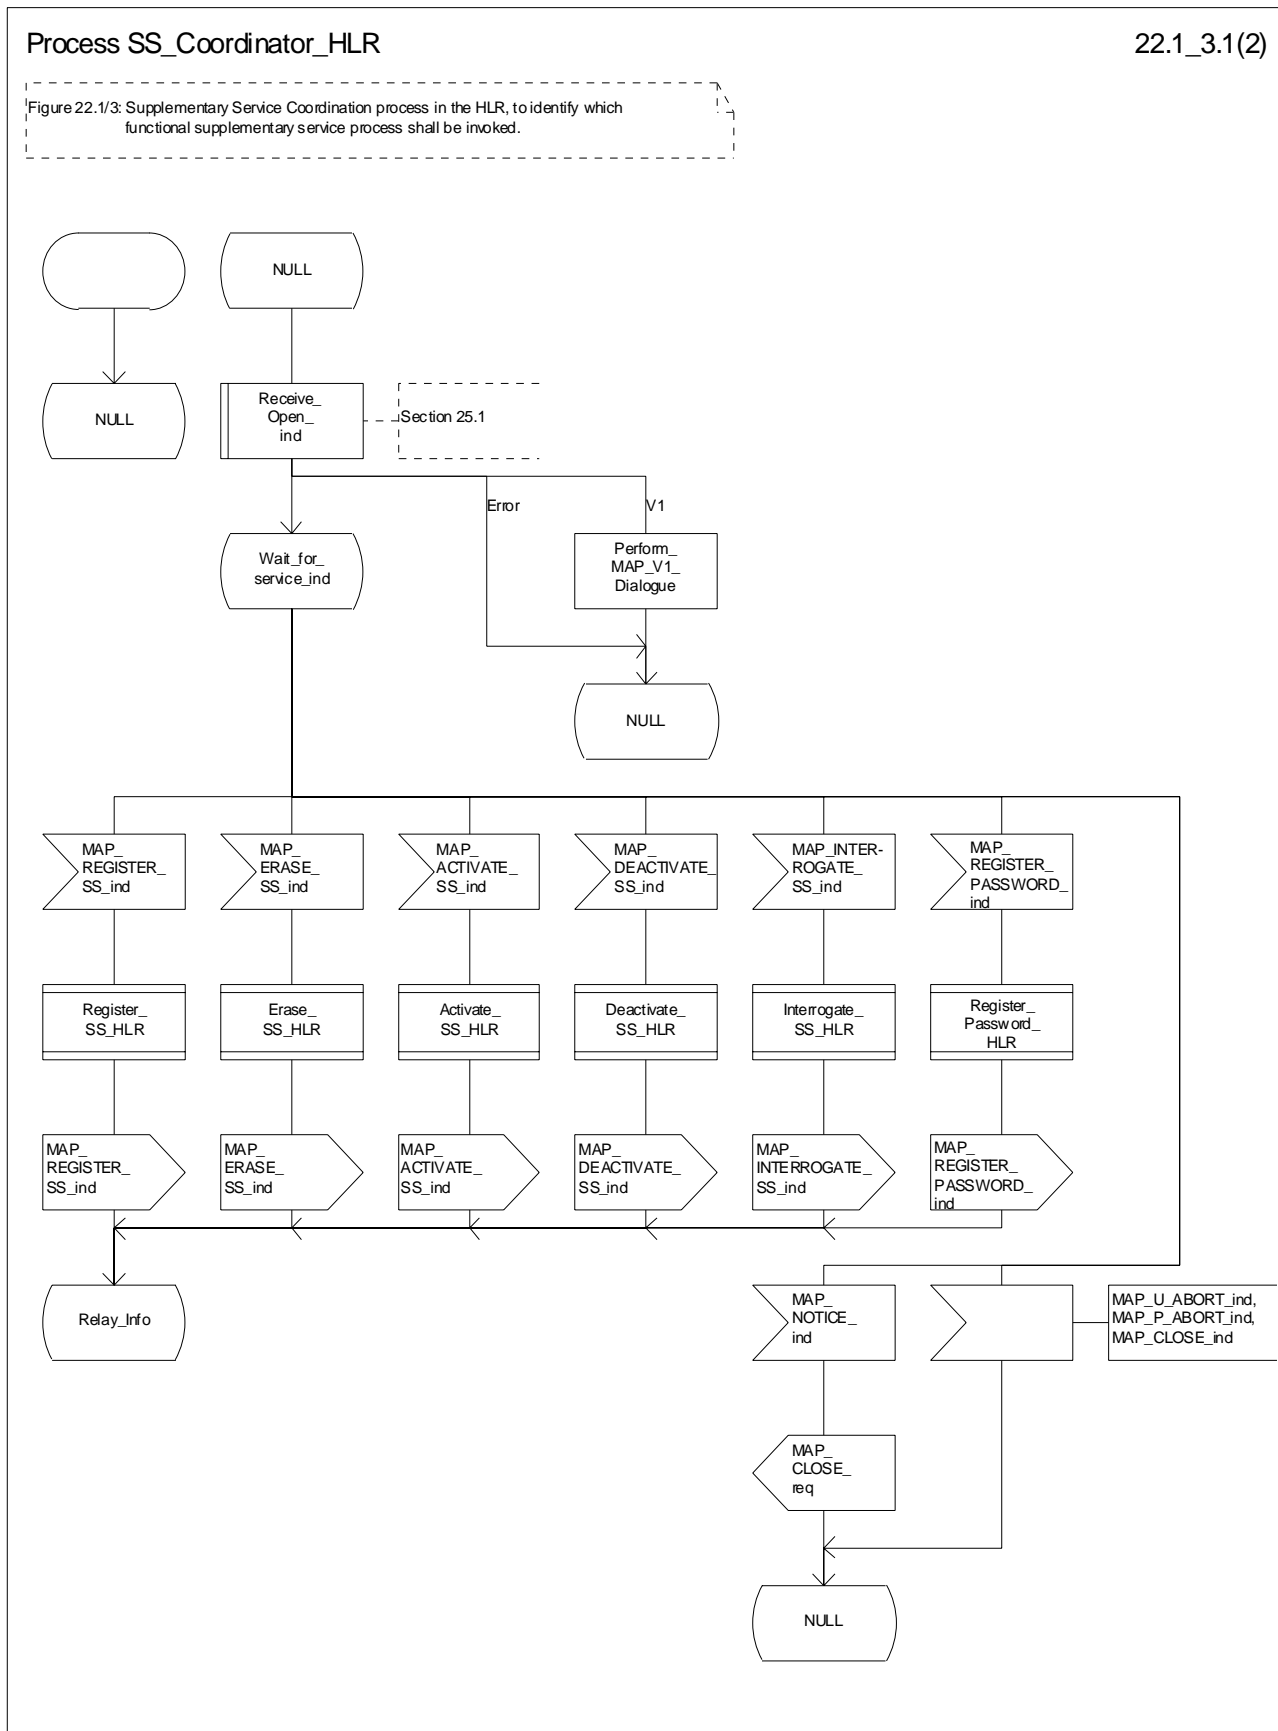 Process SS_Coordinator_HLR
22.1_3.1(2)
Figure 22.1/3: Supplementary Service Coordination process in the HLR, to identify which
functional supplementary service process shall be invoked.
NULL
NULL
Receive_
Open_
ind
Section 25.1
Error
V1
Wait_for_
service_ind
Perform_
MAP_V1_
Dialogue
NULL
MAP_
REGISTER_
SS_ind
MAP_
ERASE_
SS_ind
MAP_
ACTIVATE_
SS_ind
MAP_
DEACTIVATE_
SS_ind
MAP_INTER-
ROGATE_
SS_ind
MAP_
REGISTER_
PASSWORD_
ind
Register_
SS_HLR
Erase_
SS_HLR
Activate_
SS_HLR
Deactivate_
SS_HLR
Interrogate_
SS_HLR
Register_
Password_
HLR
MAP_
REGISTER_
SS_ind
MAP_
ERASE_
SS_ind
MAP_
ACTIVATE_
SS_ind
MAP_
DEACTIVATE_
SS_ind
MAP_
INTERROGATE_
SS_ind
MAP_
REGISTER_
PASSWORD_
ind
Relay_Info
MAP_
NOTICE_
ind
MAP_U_ABORT_ind,
MAP_P_ABORT_ind,
MAP_CLOSE_ind
MAP_
CLOSE_
req
NULL